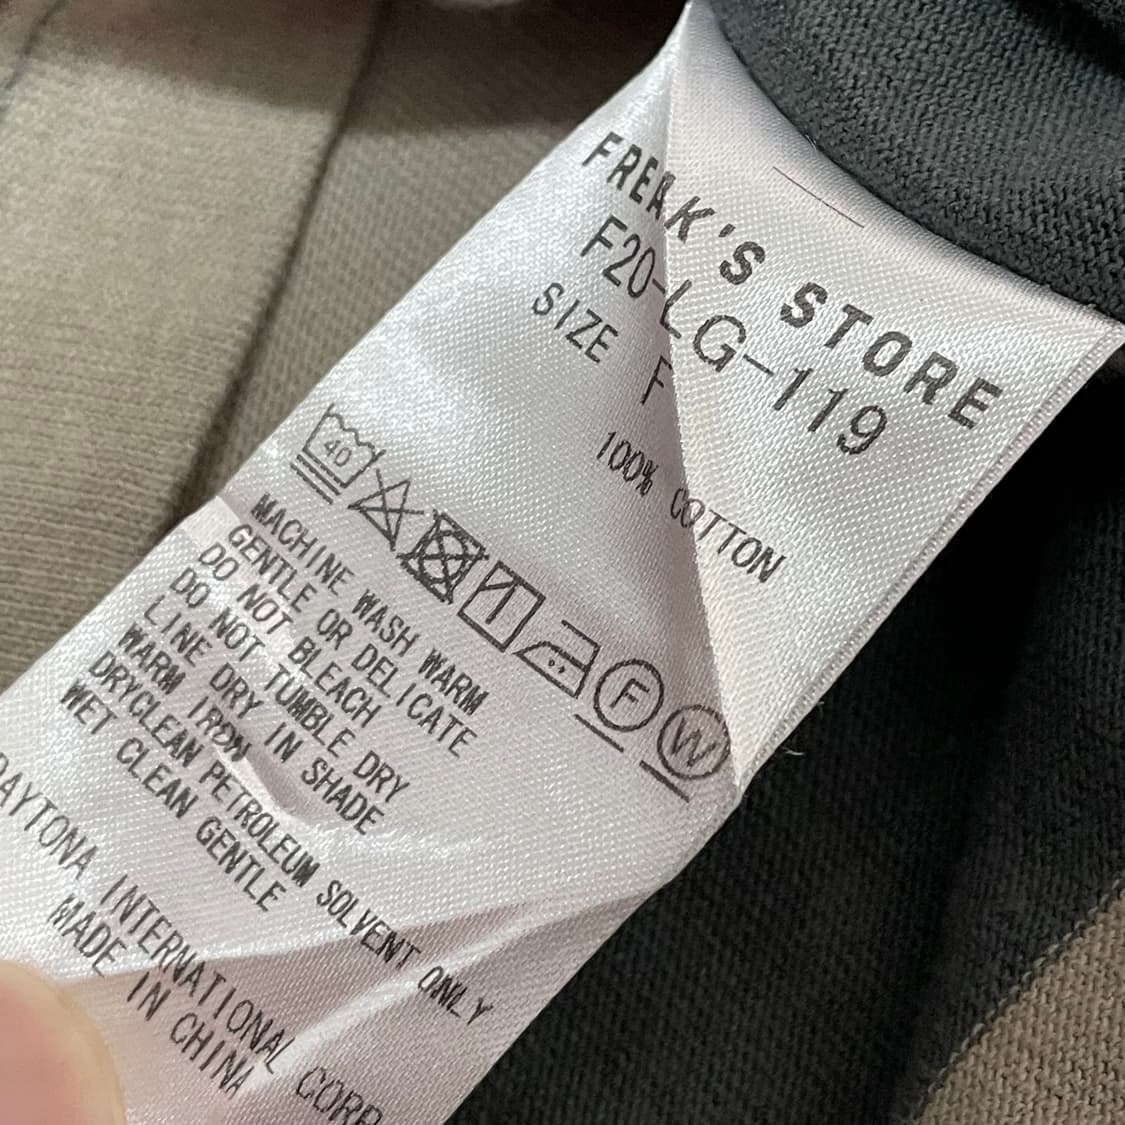 FREAK'S STORE
F20-LG-119
SIZE F
100% COTTON
40
F W
MACHINE WASH WARM
GENTLE OR DELICATE
DO NOT BLEACH
DO NOT TUMBLE DRY
LINE DRY IN SHADE
WARM IRON
DRYCLEAN PETROLEUM SOLVENT ONLY
WET CLEAN GENTLE
DAYTONA INTERNATIONAL CORP
MADE IN CHINA